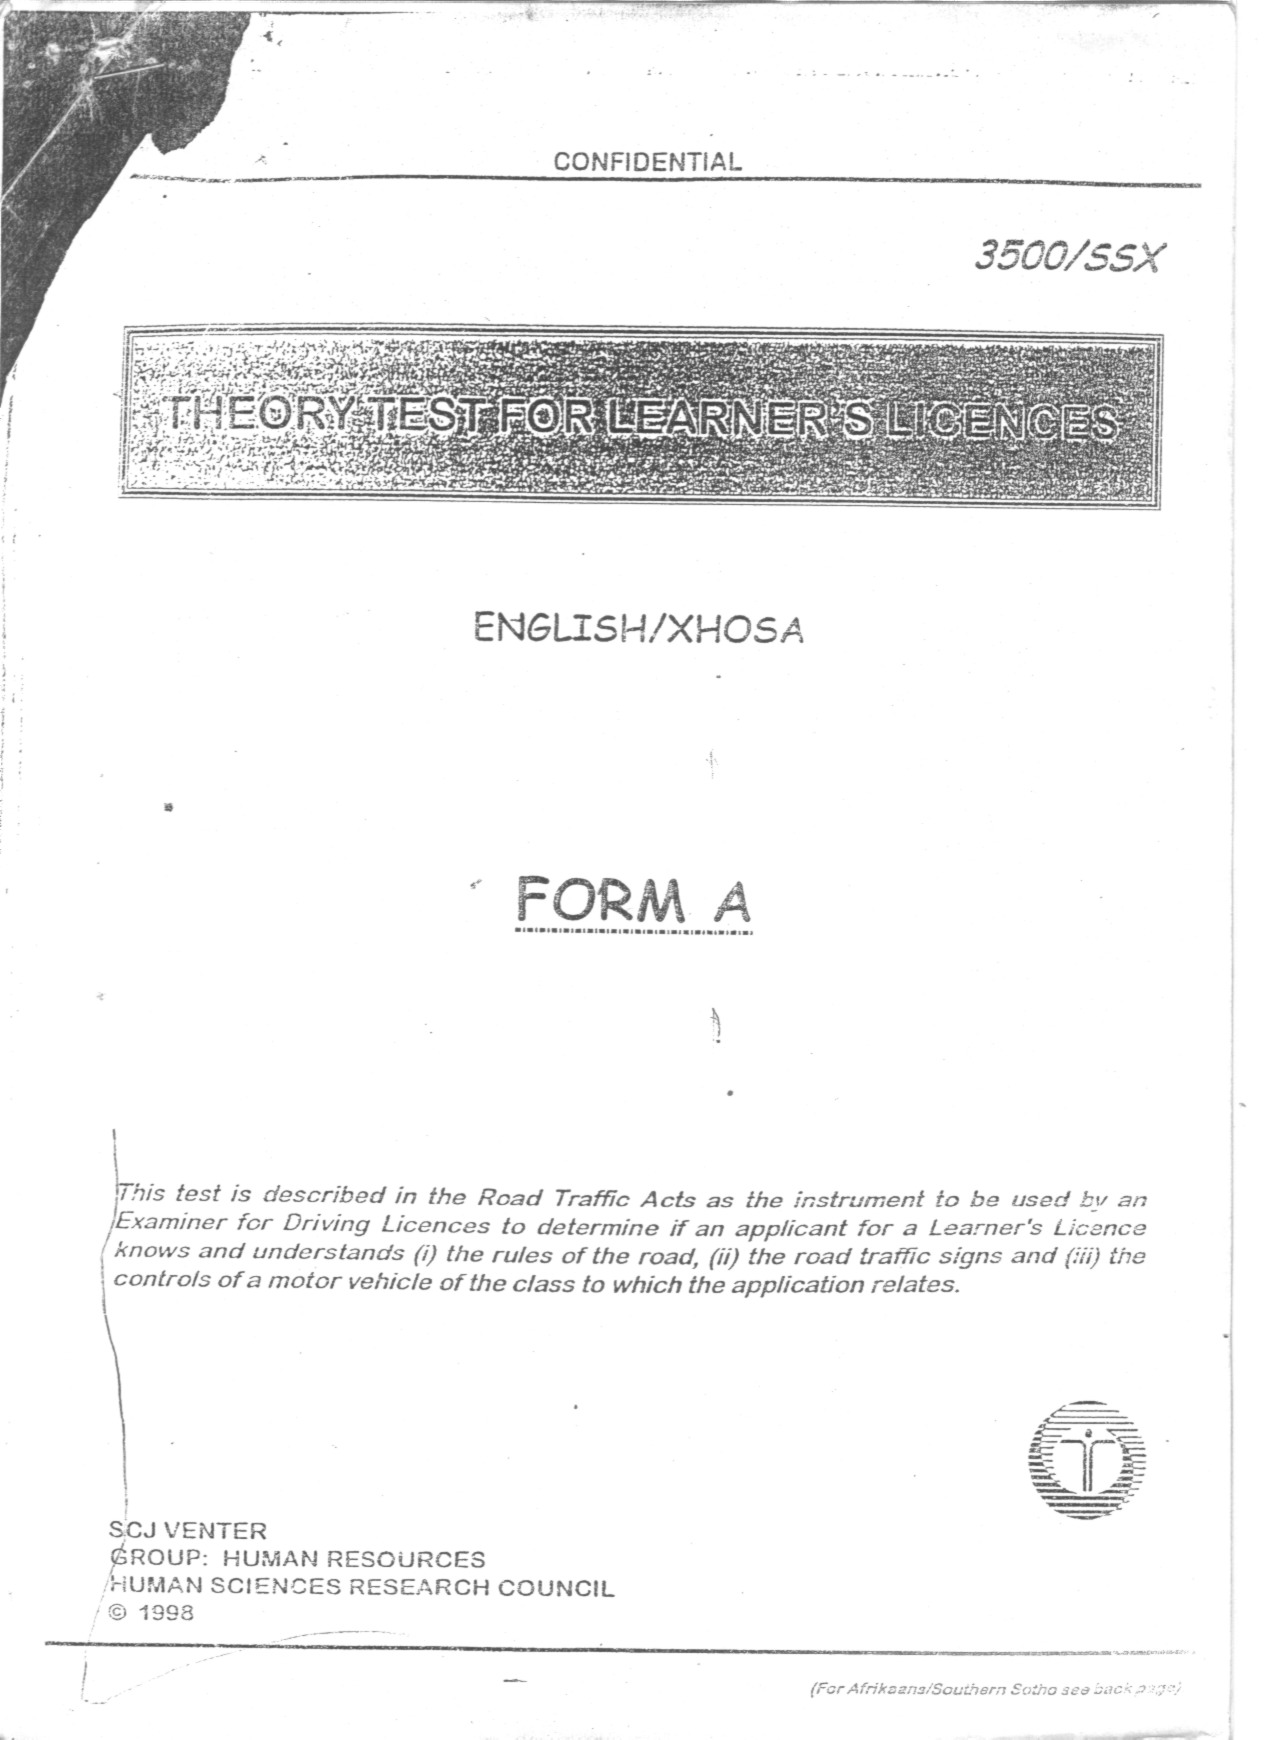 CONFIDENTIAL
3500/SSX
THEORY TEST FOR LEARNER'S LICENCES
ENGLISH/XHOSA
FORM A
This test is described in the Road Traffic Acts as the instrument to be used by an
Examiner for Driving Licences to determine if an applicant for a Learner's Licence
knows and understands (i) the rules of the road, (ii) the road traffic signs and (iii) the
controls of a motor vehicle of the class to which the application relates.
SCJ VENTER
GROUP: HUMAN RESOURCES
HUMAN SCIENCES RESEARCH COUNCIL
© 1998
(For Afrikaans/Southern Sotho see back page)